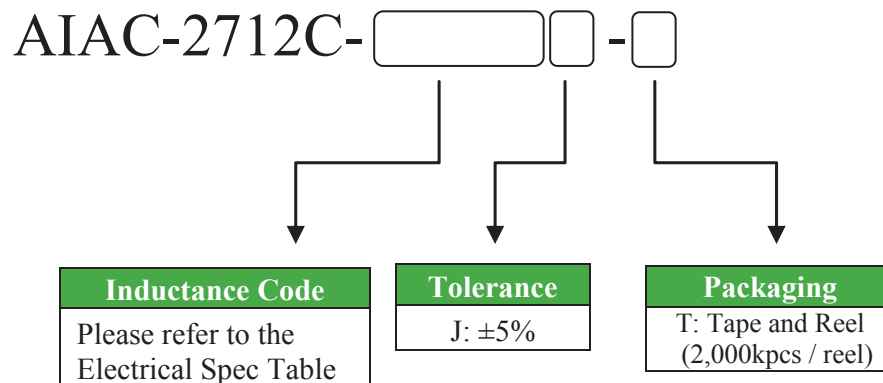 AIAC-2712C- -
Inductance Code
Please refer to the
Electrical Spec Table
Tolerance
J: ±5%
Packaging
T: Tape and Reel
(2,000kpcs / reel)